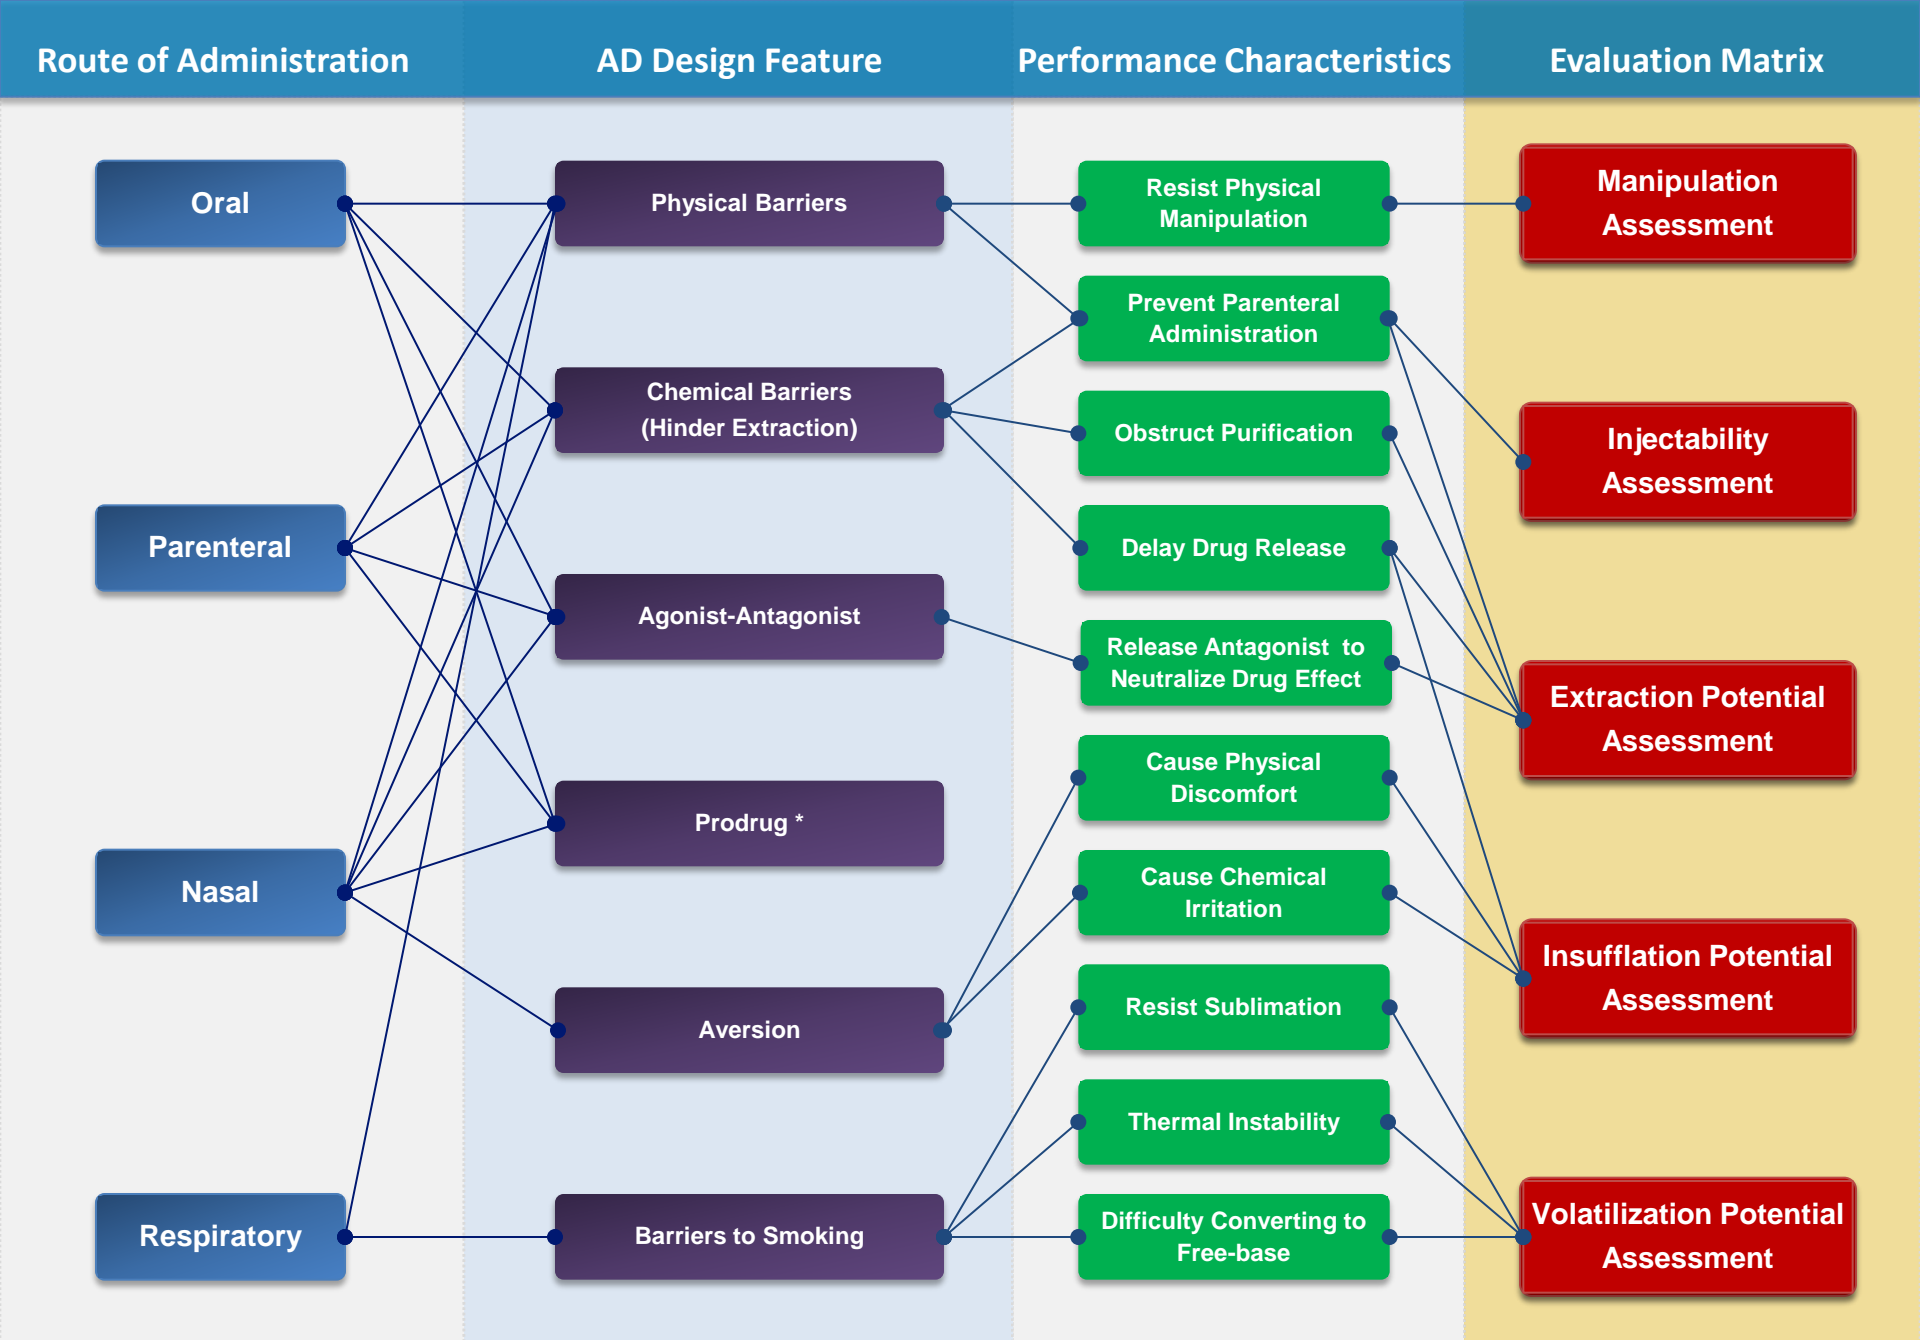 Route of Administration
AD Design Feature
Performance Characteristics
Evaluation Matrix
Oral
Parenteral
Nasal
Respiratory
Physical Barriers
Chemical Barriers
(Hinder Extraction)
Agonist-Antagonist
Prodrug *
Aversion
Barriers to Smoking
Resist Physical
Manipulation
Prevent Parenteral
Administration
Obstruct Purification
Delay Drug Release
Release Antagonist  to
Neutralize Drug Effect
Cause Physical
Discomfort
Cause Chemical
Irritation
Resist Sublimation
Thermal Instability
Difficulty Converting to
Free-base
Manipulation
Assessment
Injectability
Assessment
Extraction Potential
Assessment
Insufflation Potential
Assessment
Volatilization Potential
Assessment